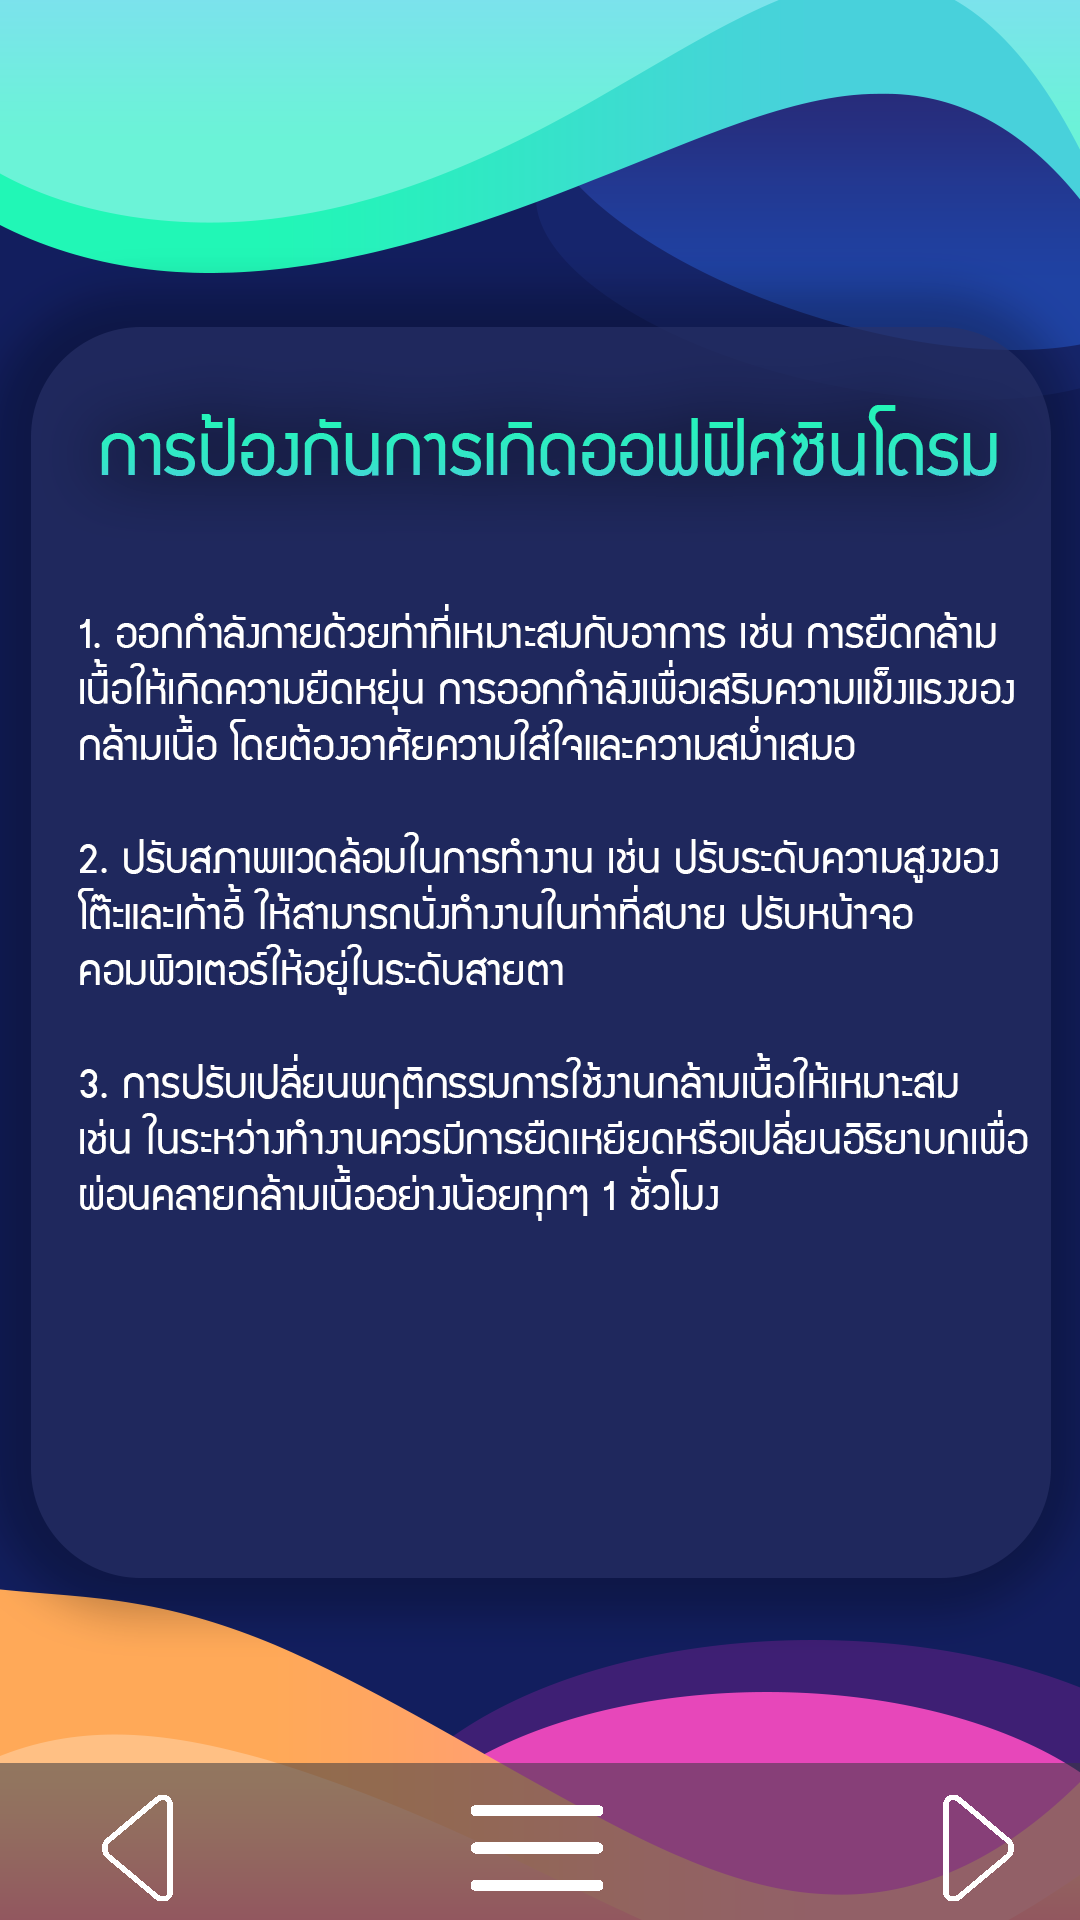 การป้องกันการเกิดออฟฟิศซินโดรม
1. ออกกำลังกายด้วยท่าที่เหมาะสมกับอาการ เช่น การยืดกล้าม
เนื้อให้เกิดความยืดหยุ่น การออกกำลังเพื่อเสริมความแข็งแรงของ
กล้ามเนื้อ โดยต้องอาศัยความใส่ใจและความสม่ำเสมอ
2. ปรับสภาพแวดล้อมในการทำงาน เช่น ปรับระดับความสูงของ
โต๊ะและเก้าอี้ ให้สามารถนั่งทำงานในท่าที่สบาย ปรับหน้าจอ
คอมพิวเตอร์ให้อยู่ในระดับสายตา
3. การปรับเปลี่ยนพฤติกรรมการใช้งานกล้ามเนื้อให้เหมาะสม
เช่น ในระหว่างทำงานควรมีการยืดเหยียดหรือเปลี่ยนอิริยาบถเพื่อ
ผ่อนคลายกล้ามเนื้ออย่างน้อยทุกๆ 1 ชั่วโมง